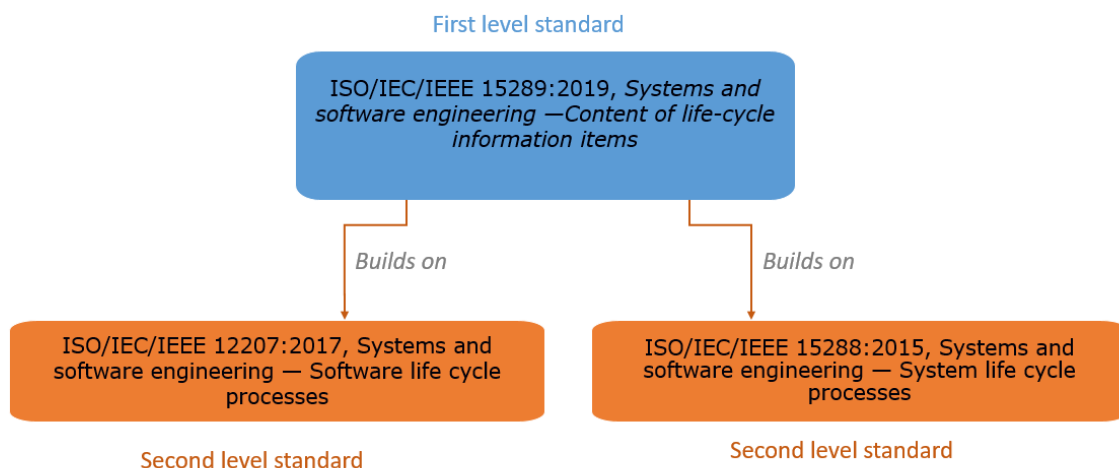 First level standard
ISO/IEC/IEEE 15289:2019, Systems and
software engineering —Content of life-cycle
information items
Builds on
Builds on
ISO/IEC/IEEE 12207:2017, Systems and
software engineering — Software life cycle
processes
ISO/IEC/IEEE 15288:2015, Systems and
software engineering — System life cycle
processes
Second level standard
Second level standard